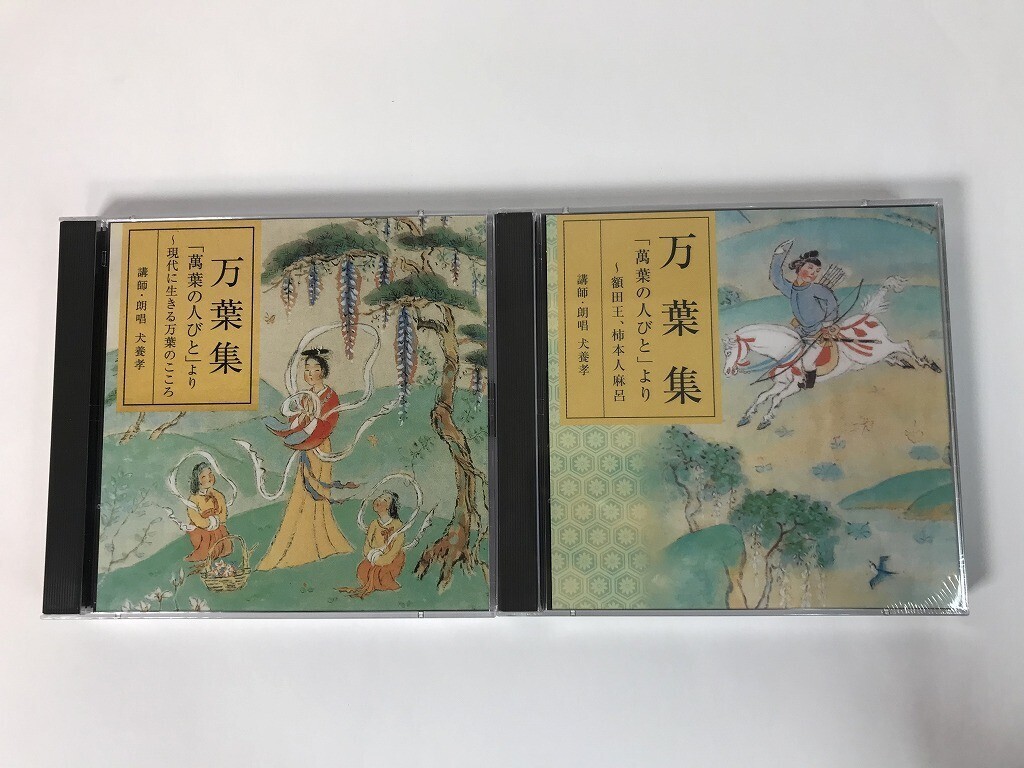 万葉集
「萬葉の人びと」より
～現代に生きる万葉のこころ
講師・朗唱 犬養孝
万葉集
「萬葉の人びと」より
～額田王、柿本人麻呂
講師・朗唱 犬養孝